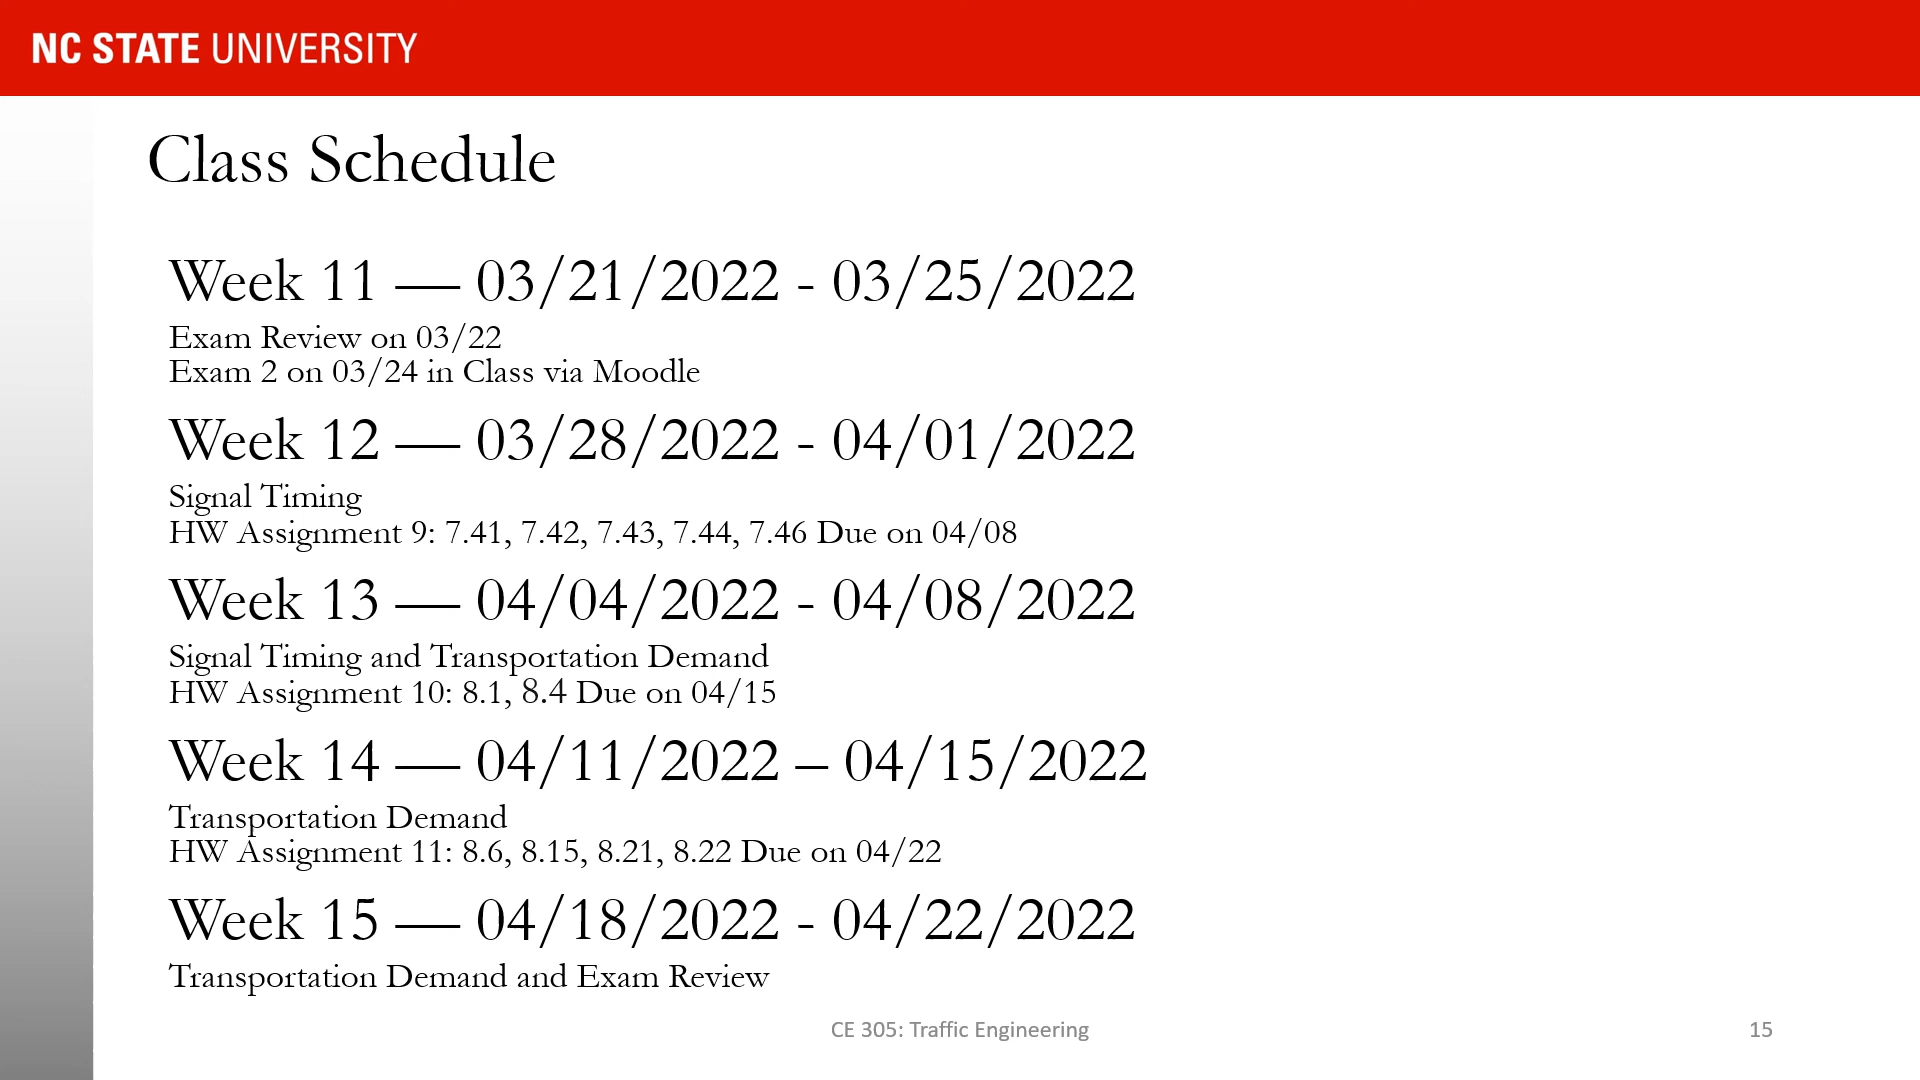 NC STATE UNIVERSITY
Class Schedule
Week 11 — 03/21/2022 - 03/25/2022
Exam Review on 03/22
Exam 2 on 03/24 in Class via Moodle
Week 12 — 03/28/2022 - 04/01/2022
Signal Timing
HW Assignment 9: 7.41, 7.42, 7.43, 7.44, 7.46 Due on 04/08
Week 13 — 04/04/2022 - 04/08/2022
Signal Timing and Transportation Demand
HW Assignment 10: 8.1, 8.4 Due on 04/15
Week 14 — 04/11/2022 – 04/15/2022
Transportation Demand
HW Assignment 11: 8.6, 8.15, 8.21, 8.22 Due on 04/22
Week 15 — 04/18/2022 - 04/22/2022
Transportation Demand and Exam Review
CE 305: Traffic Engineering
15